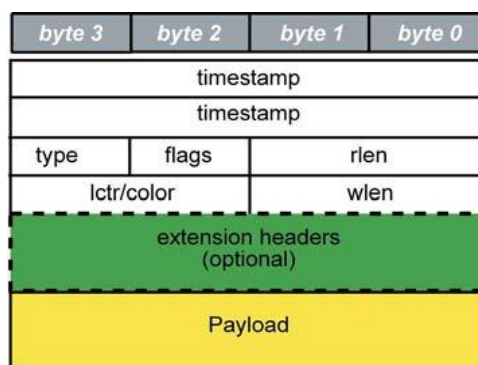 byte 3 byte 2 byte 1 byte 0
timestamp
timestamp
type flags rlen
lctr/color wlen
extension headers
(optional)
Payload